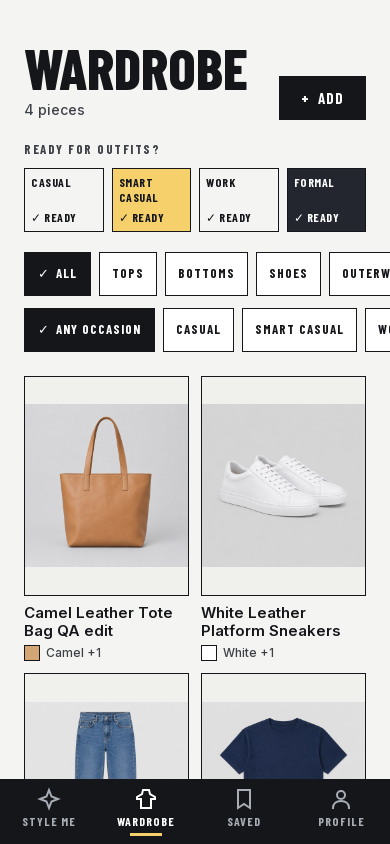 WARDROBE
4 pieces
+ ADD
READY FOR OUTFITS?
CASUAL
✓ READY
SMART
CASUAL
✓ READY
WORK
✓ READY
FORMAL
✓ READY
✓ ALL
TOPS
BOTTOMS
SHOES
OUTERW
✓ ANY OCCASION
CASUAL
SMART CASUAL
WO
Camel Leather Tote
Bag QA edit
Camel +1
White Leather
Platform Sneakers
White +1
STYLE ME
WARDROBE
SAVED
PROFILE